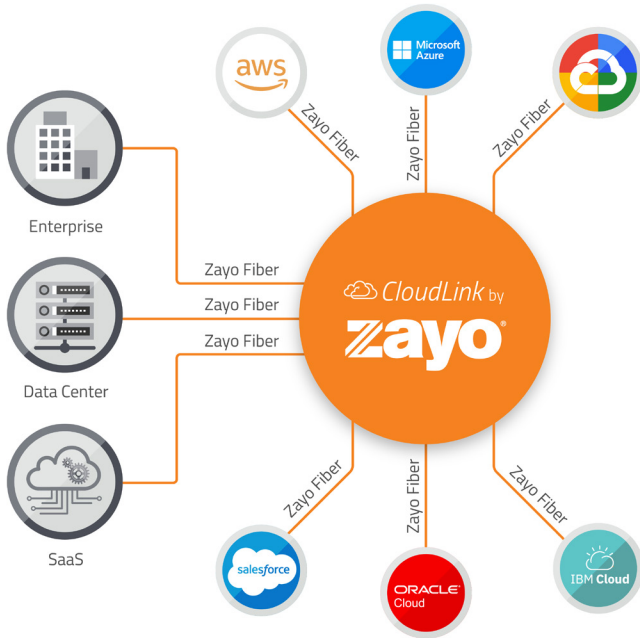 aws
Microsoft
Azure
Zayo Fiber
Zayo Fiber
Zayo Fiber
Enterprise
Zayo Fiber
Zayo Fiber
Zayo Fiber
CloudLink by
zayo®
Data Center
SaaS
Zayo Fiber
Zayo Fiber
Zayo Fiber
salesforce
ORACLE®
Cloud
IBM Cloud